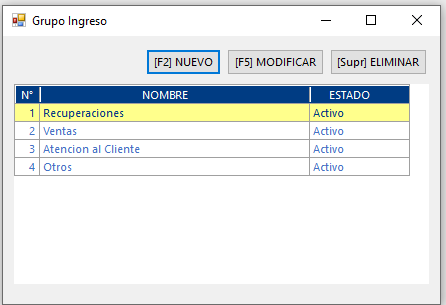 Grupo Ingreso
[F2] NUEVO [F5] MODIFICAR [Supr] ELIMINAR
N° NOMBRE ESTADO
1 Recuperaciones Activo
2 Ventas Activo
3 Atencion al Cliente Activo
4 Otros Activo